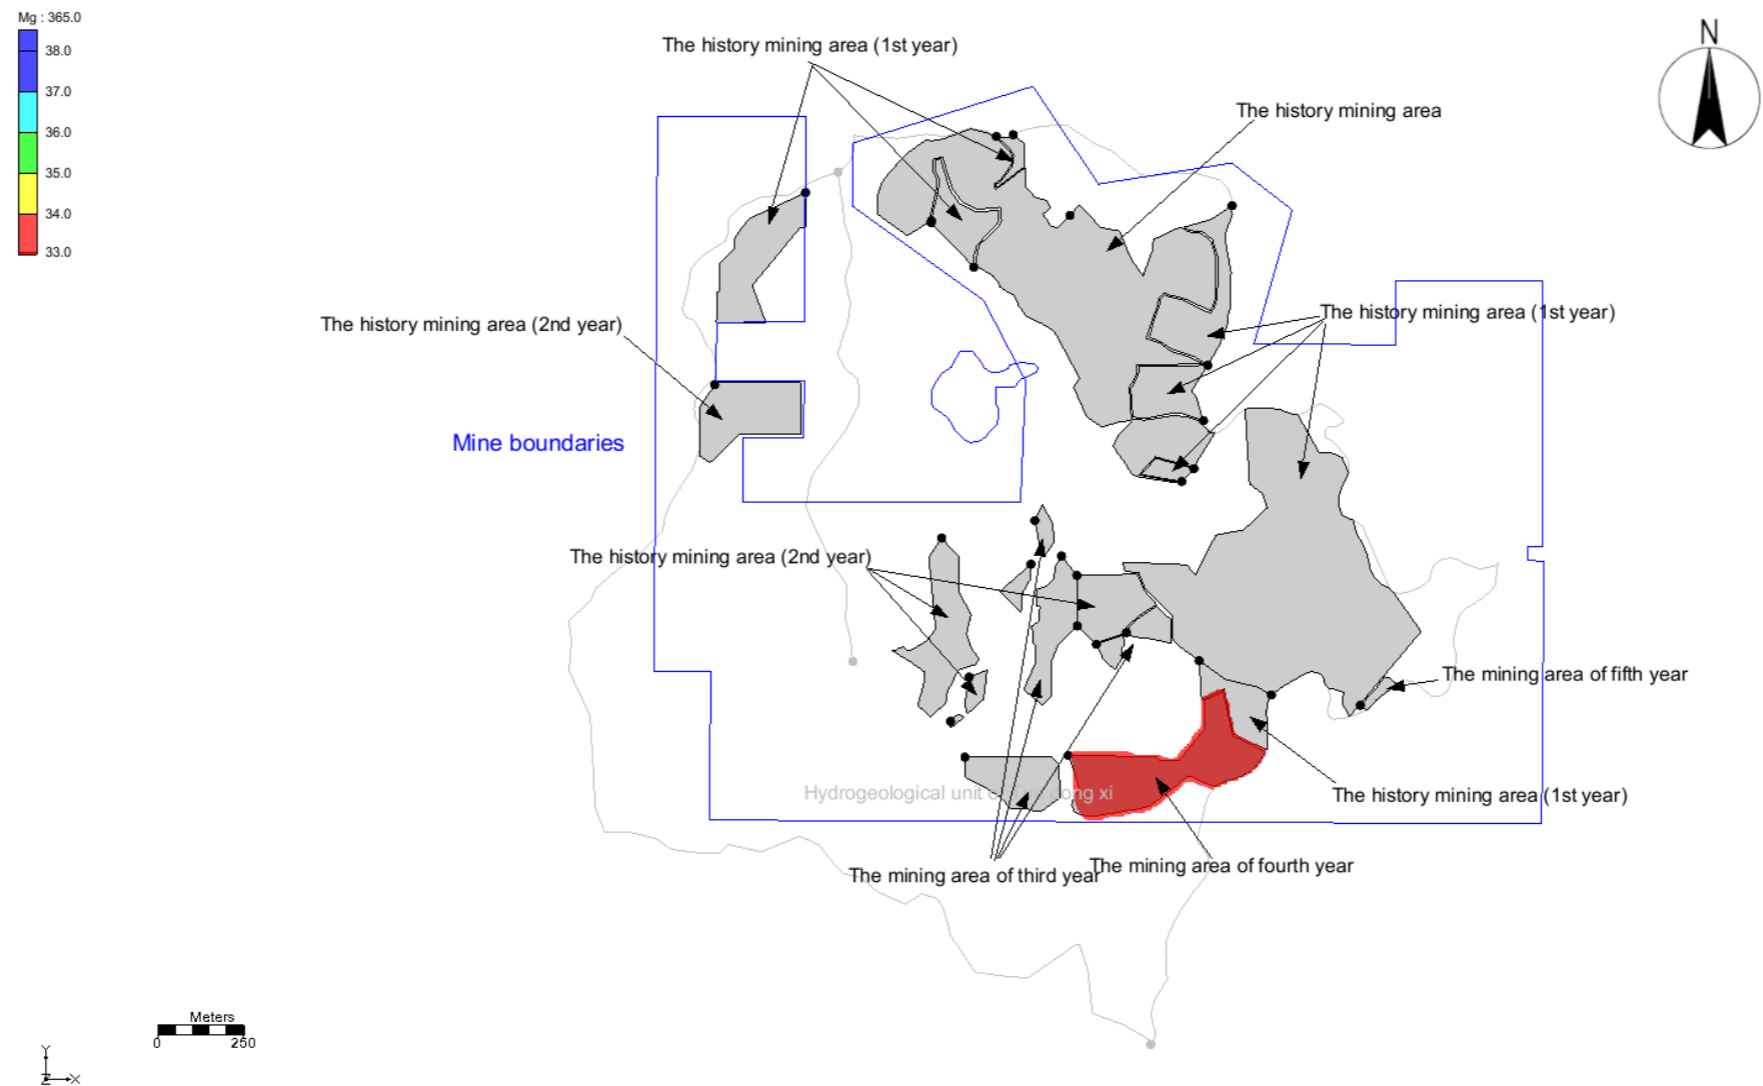 Mg : 365.0
38.0
37.0
36.0
35.0
34.0
33.0
The history mining area (1st year)
The history mining area
N
The history mining area (2nd year)
The history mining area (1st year)
Mine boundaries
The history mining area (2nd year)
The mining area of fifth year
Hydrogeological unit ong xi
The history mining area (1st year)
The mining area of third year
The mining area of fourth year
Meters
0 250
Y
Z X